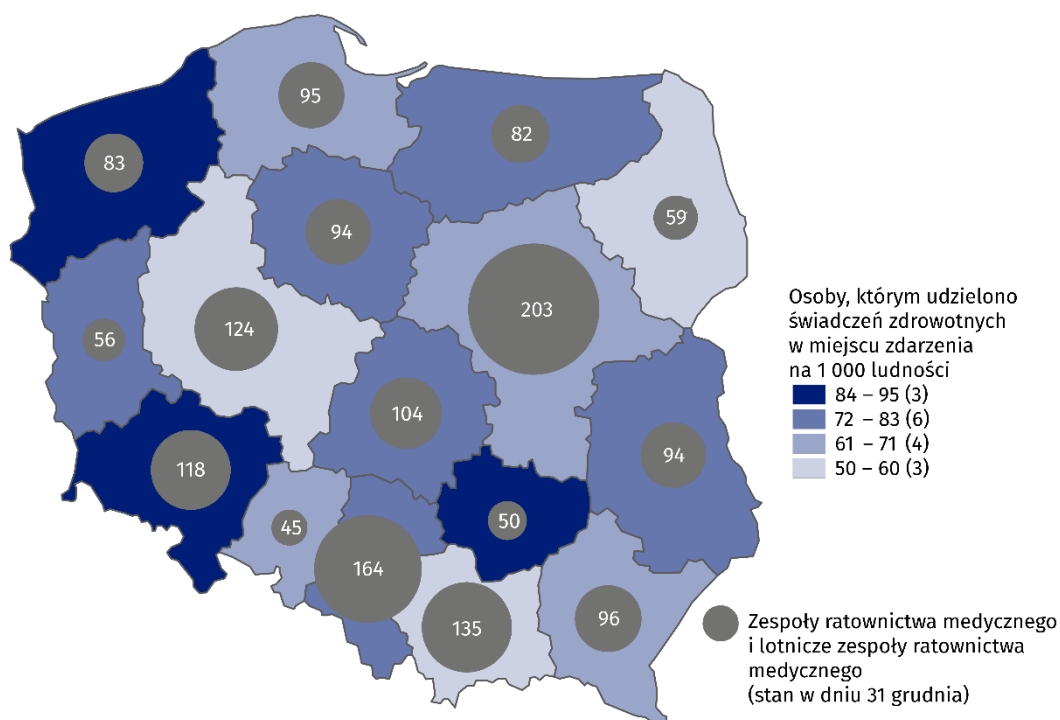 95
82
83
59
94
203
124
56
104
94
118
50
45
164
135
96
Osoby, którym udzielono
świadczeń zdrowotnych
w miejscu zdarzenia
na 1 000 ludności
84 – 95 (3)
72 – 83 (6)
61 – 71 (4)
50 – 60 (3)
Zespoły ratownictwa medycznego
i lotnicze zespoły ratownictwa
medycznego
(stan w dniu 31 grudnia)